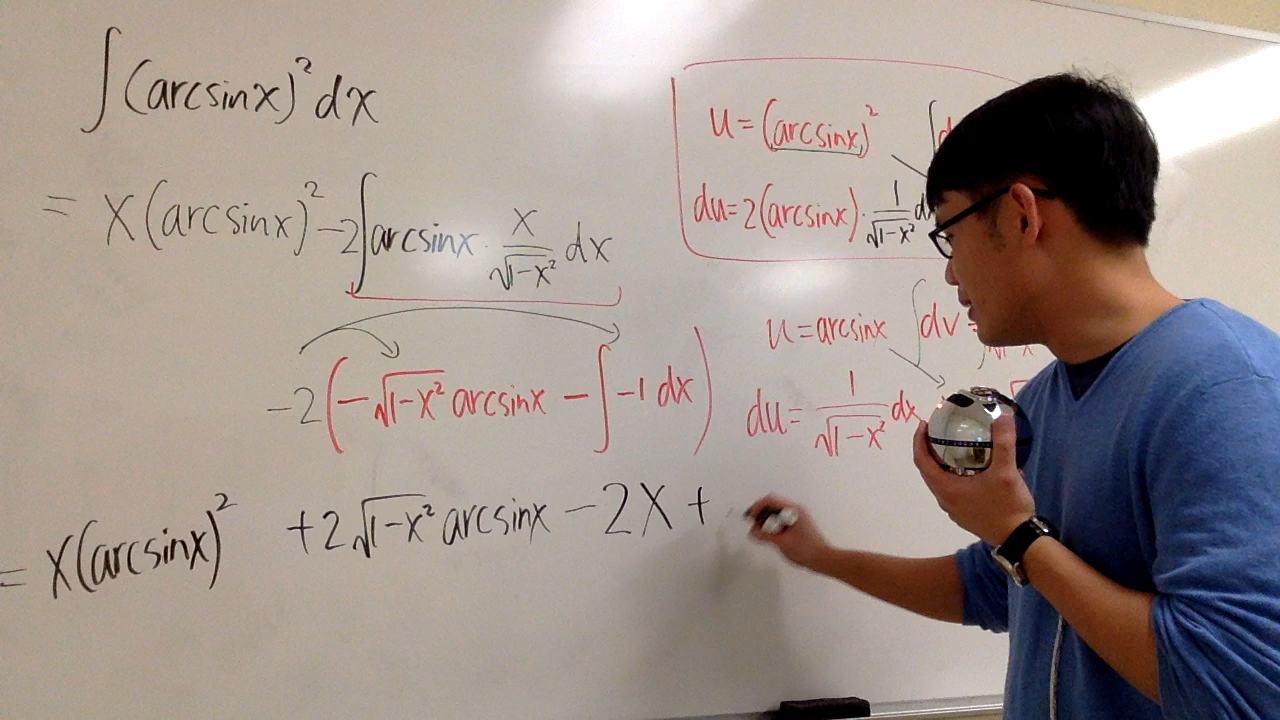 ∫(arcsinx)² dx
= X(arcsinx)² - 2∫arcsinx · x/√(1-x²) dx
-2(-√(1-x²) arcsinx - ∫-1 dx)
= X(arcsinx)² +2√(1-x²) arcsinx - 2X +
u = (arcsinx)²
du = 2(arcsinx) · 1/√(1-x²)
u = arcsinx ∫dv =
du = 1/√(1-x²) dx